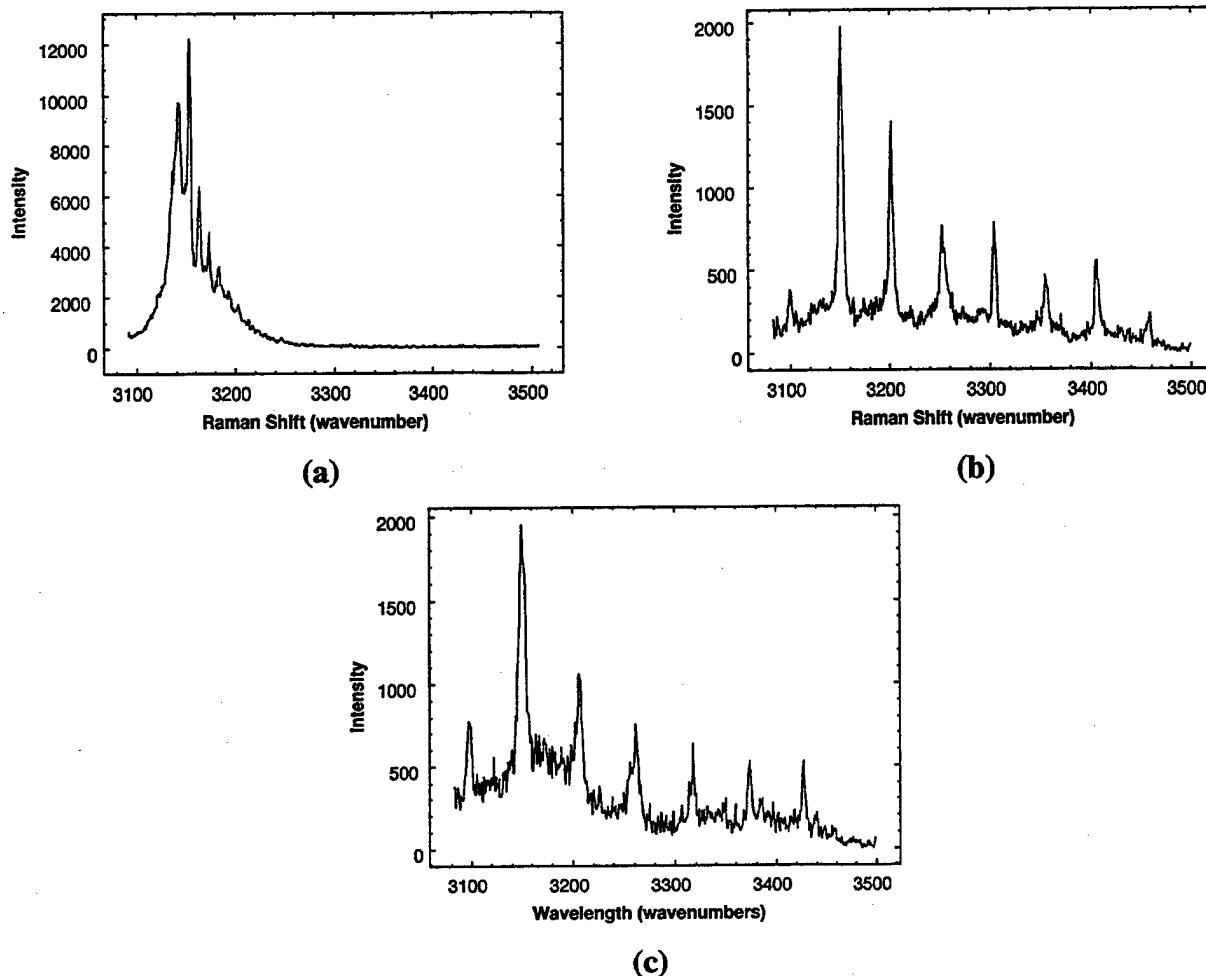 12000
10000
8000
6000
4000
2000
0
Intensity
3100 3200 3300 3400 3500
Raman Shift (wavenumber)
(a)
2000
1500
1000
500
0
Intensity
3100 3200 3300 3400 3500
Raman Shift (wavenumber)
(b)
2000
1500
1000
500
0
Intensity
3100 3200 3300 3400 3500
Wavelength (wavenumbers)
(c)